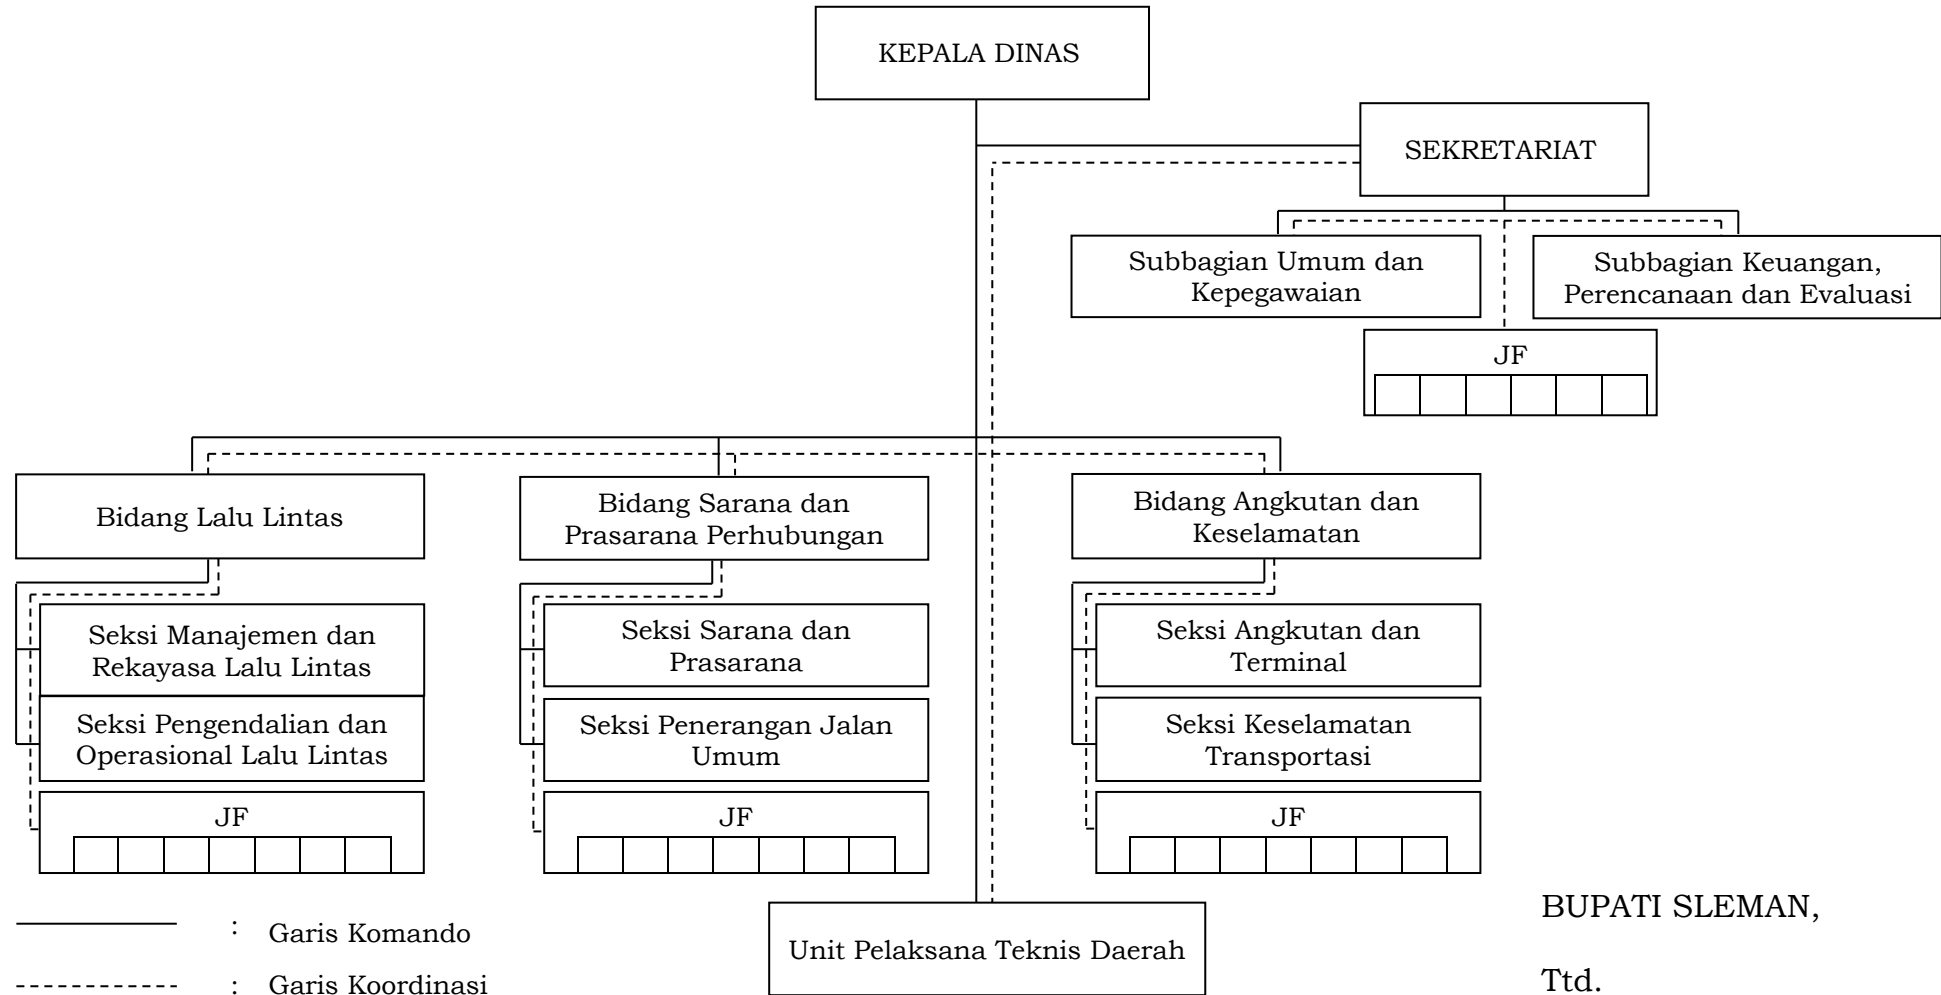 KEPALA DINAS
SEKRETARIAT
Subbagian Umum dan
Kepegawaian
Subbagian Keuangan,
Perencanaan dan Evaluasi
JF
Bidang Lalu Lintas
Bidang Sarana dan
Prasarana Perhubungan
Bidang Angkutan dan
Keselamatan
Seksi Manajemen dan
Rekayasa Lalu Lintas
Seksi Pengendalian dan
Operasional Lalu Lintas
JF
Seksi Sarana dan
Prasarana
Seksi Penerangan Jalan
Umum
JF
Seksi Angkutan dan
Terminal
Seksi Keselamatan
Transportasi
JF
Unit Pelaksana Teknis Daerah
: Garis Komando
: Garis Koordinasi
BUPATI SLEMAN,
Ttd.